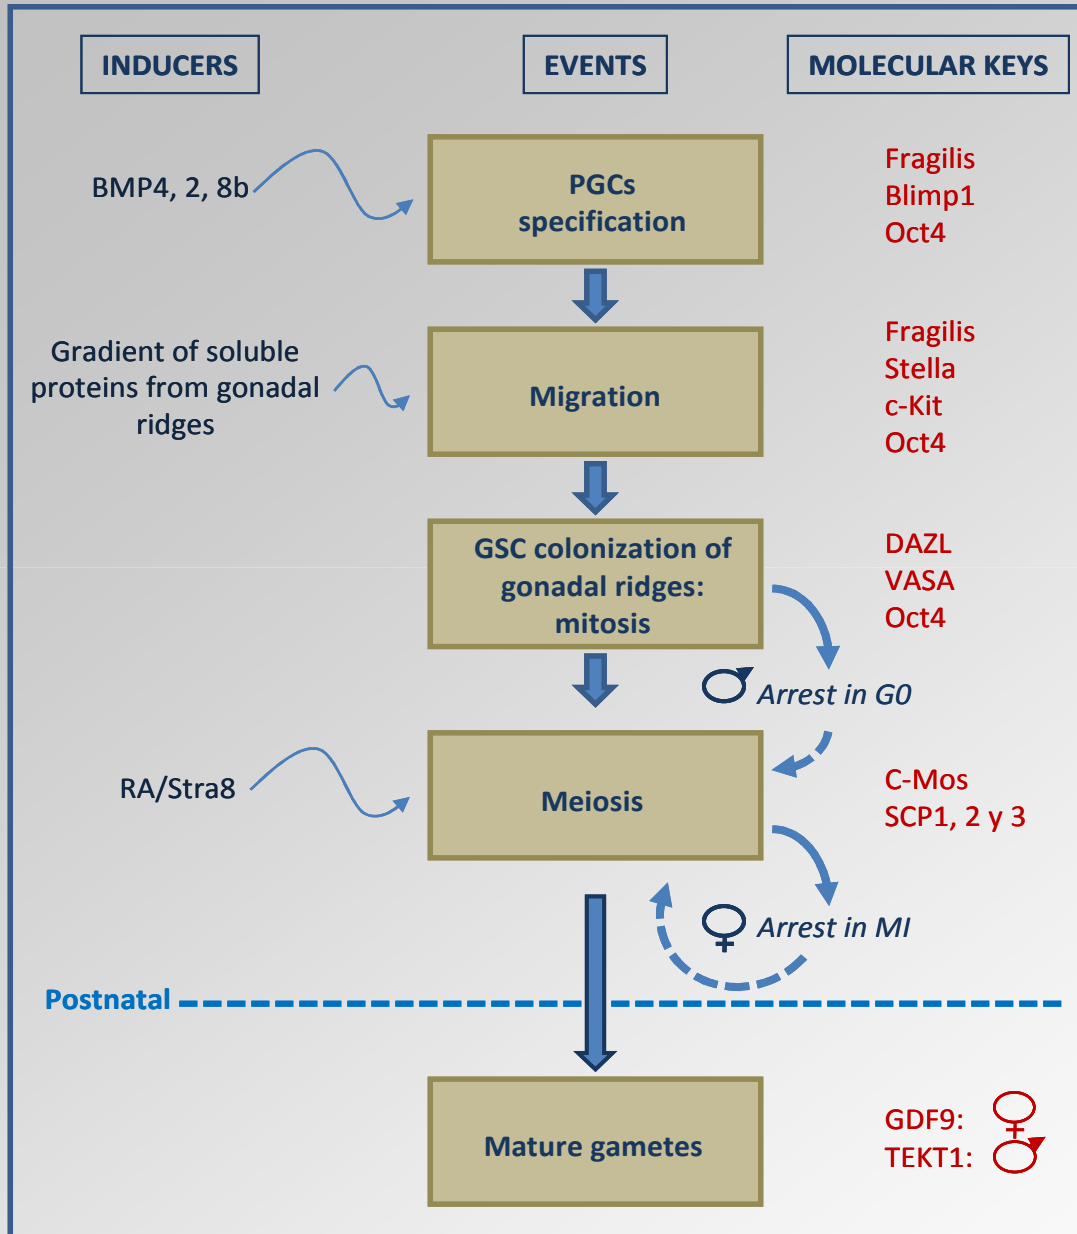 INDUCERS
EVENTS
MOLECULAR KEYS
BMP4, 2, 8b
PGCs
specification
Fragilis
Blimp1
Oct4
Gradient of soluble
proteins from gonadal
ridges
Migration
Fragilis
Stella
c-Kit
Oct4
GSC colonization of
gonadal ridges:
mitosis
DAZL
VASA
Oct4
Arrest in G0
RA/Stra8
Meiosis
C-Mos
SCP1, 2 y 3
Arrest in MI
Postnatal
Mature gametes
GDF9:
TEKT1: